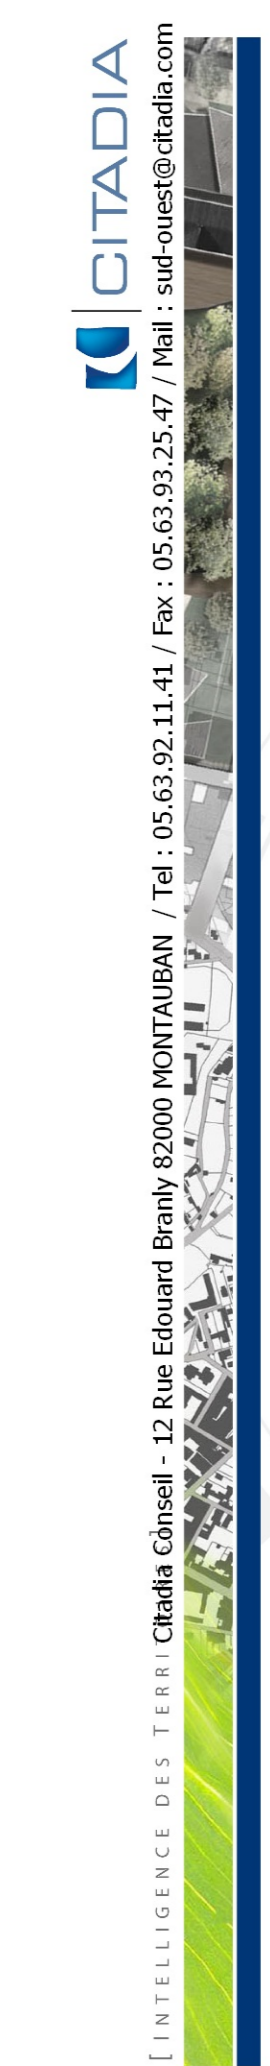 CITADIA
Citadia Conseil - 12 Rue Edouard Branly 82000 MONTAUBAN / Tel : 05.63.92.11.41 / Fax : 05.63.93.25.47 / Mail : sud-ouest@citadia.com
[ INTELLIGENCE DES